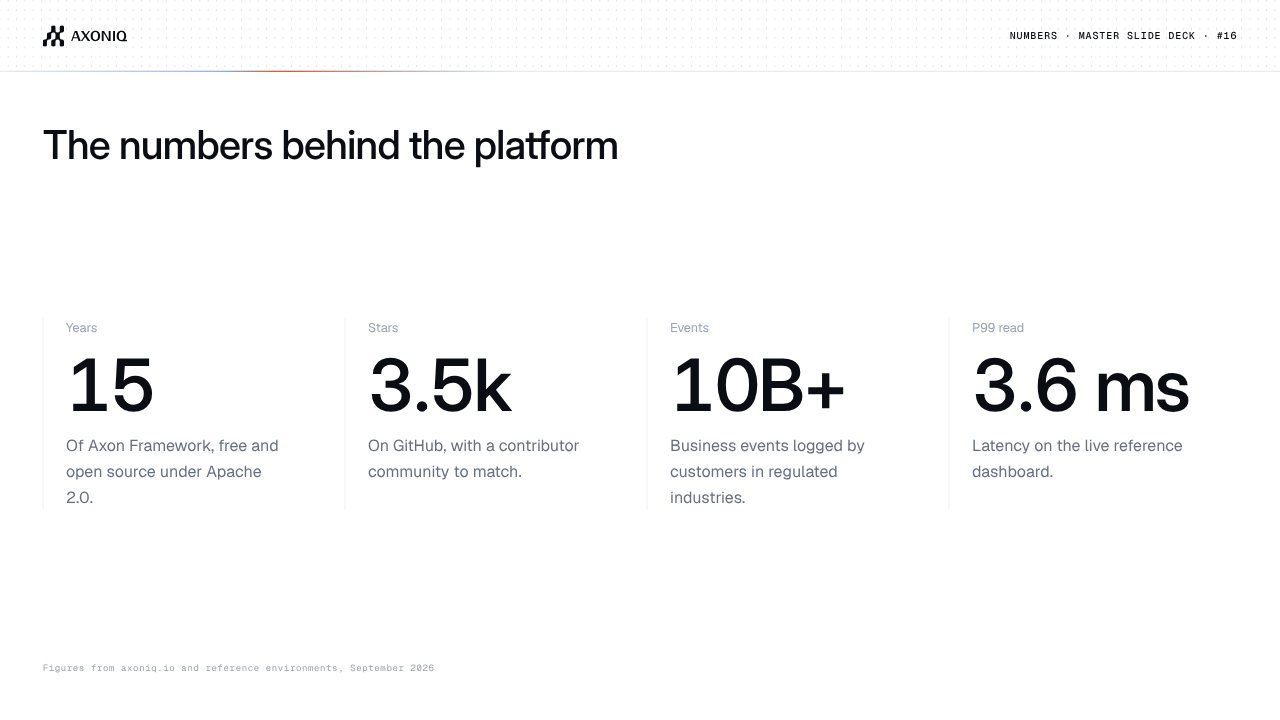 AXONIQ
NUMBERS · MASTER SLIDE DECK · #16
The numbers behind the platform
Years
15
Of Axon Framework, free and
open source under Apache
2.0.
Stars
3.5k
On GitHub, with a contributor
community to match.
Events
10B+
Business events logged by
customers in regulated
industries.
P99 read
3.6 ms
Latency on the live reference
dashboard.
Figures from axoniq.io and reference environments, September 2026